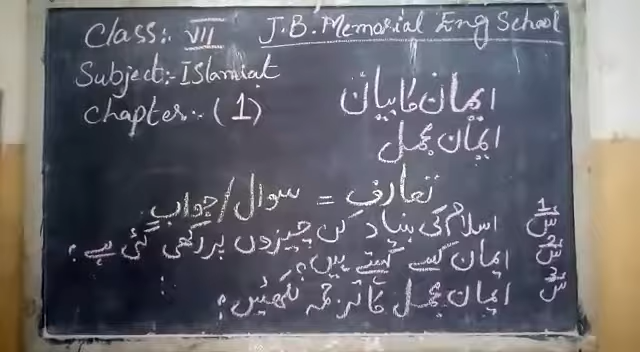 Class:- VII J.B. Memorial Eng School
Subject:- ISlamiat
Chapter:- (1)
ایمان کا بیان
ایمان مجمل
تعارف = سوال/جواب
س1 اسلام کی بنیاد کن چیزوں پر رکھی گئی ہے؟
س2 ایمان کسے کہتے ہیں؟
س3 ایمان مجمل کا ترجمہ لکھیں؟